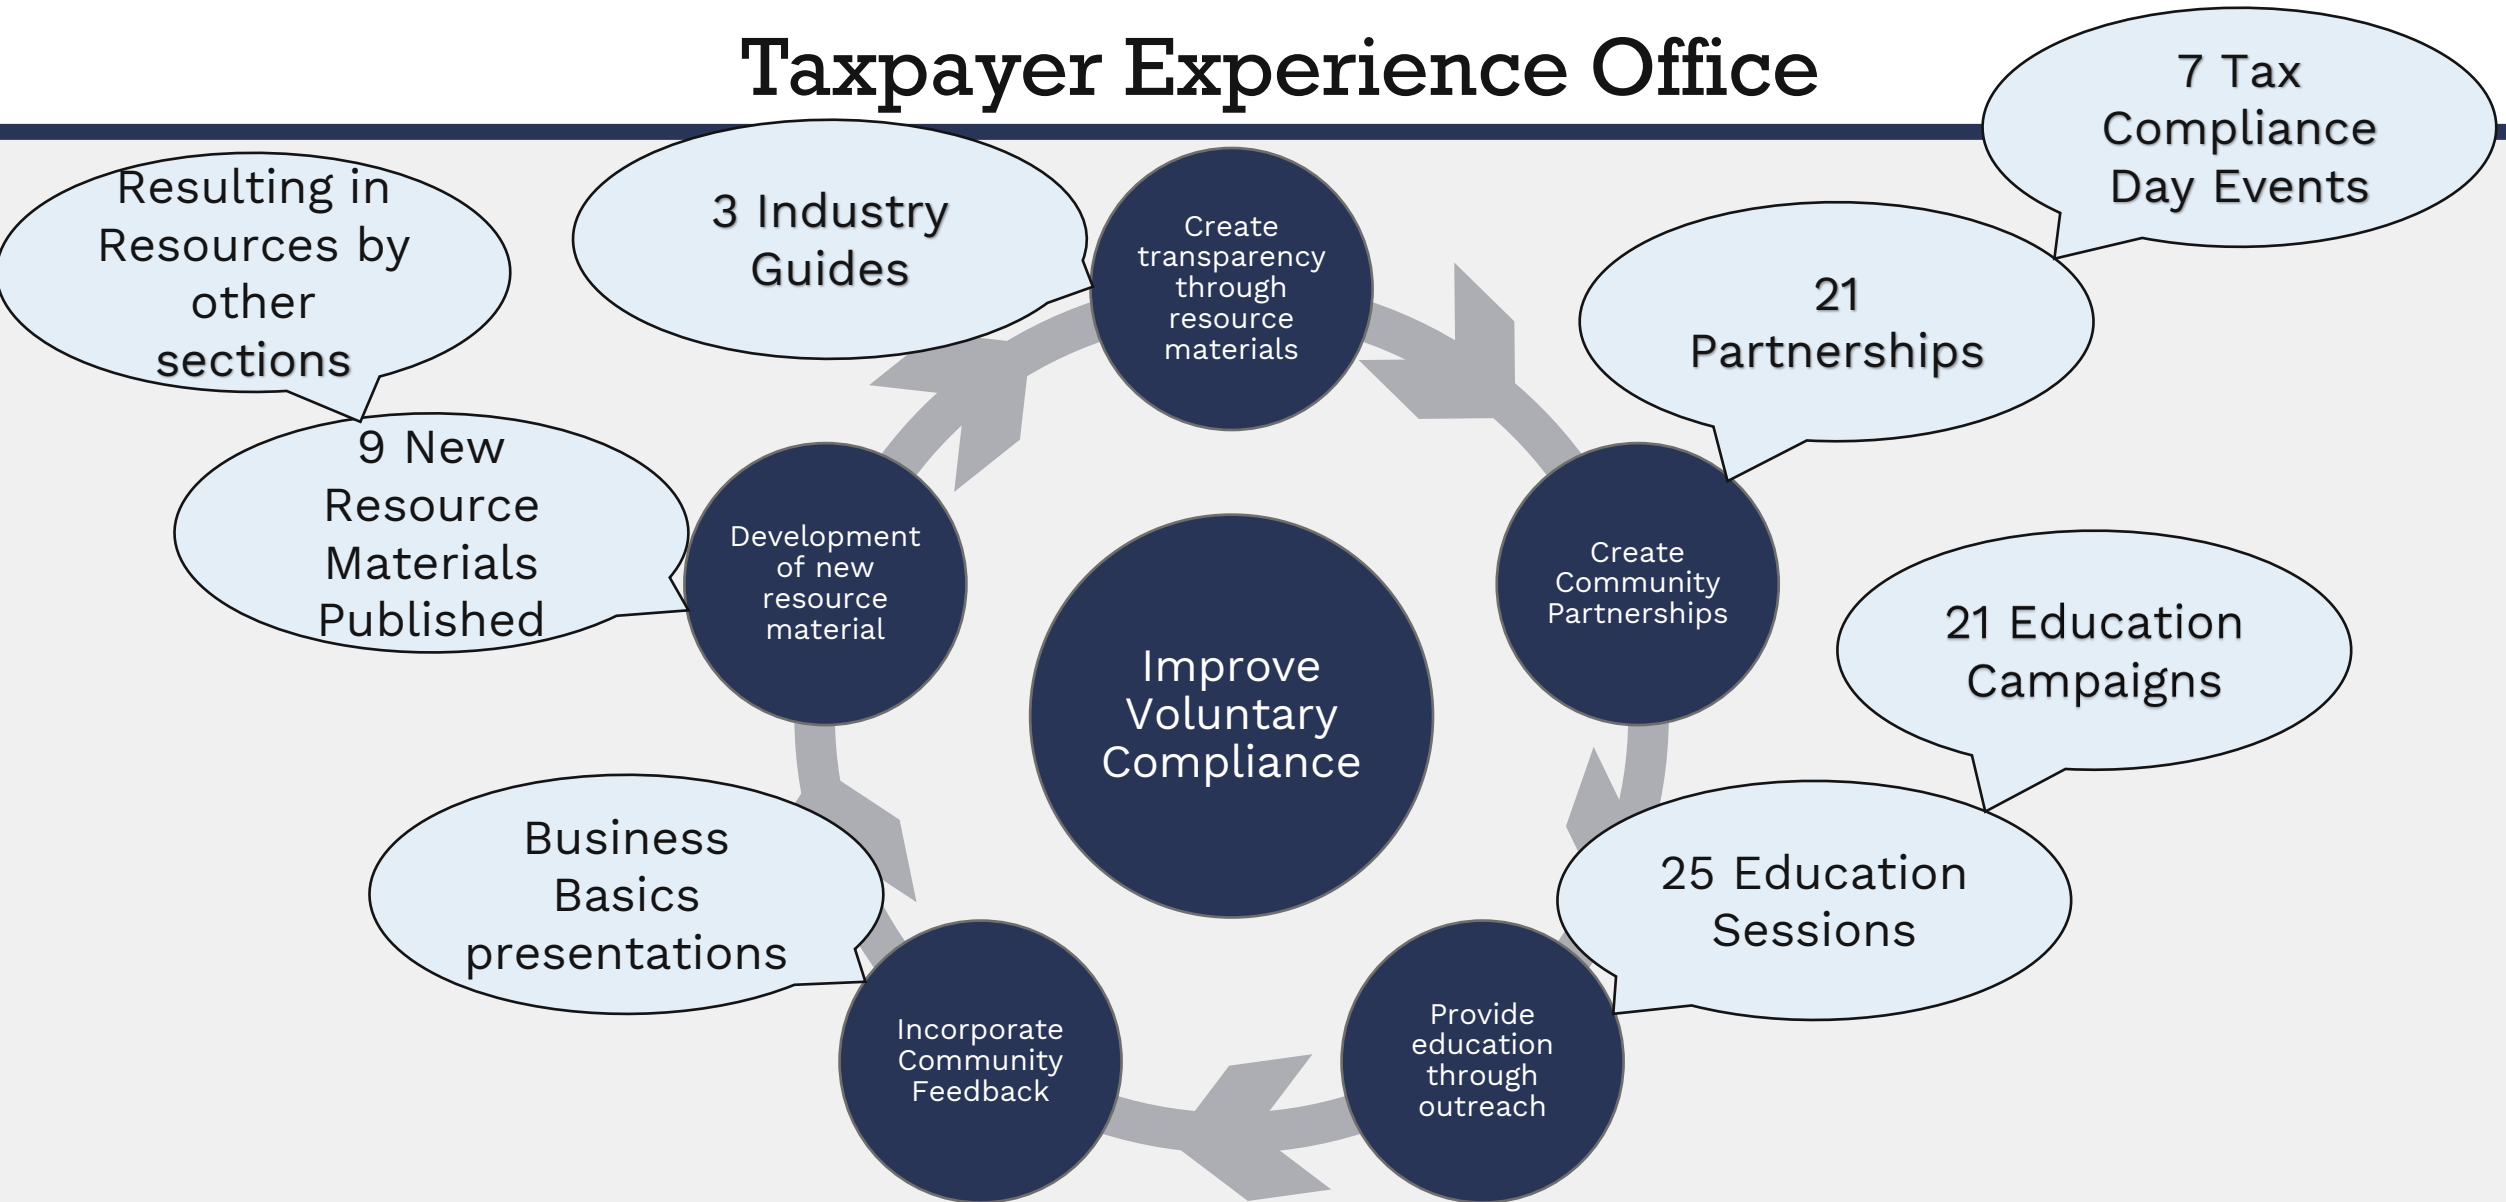 Taxpayer Experience Office
7 Tax
Compliance
Day Events
Resulting in
Resources by
other
sections
3 Industry
Guides
Create
transparency
through
resource
materials
21
Partnerships
9 New
Resource
Materials
Published
Development
of new
resource
material
Create
Community
Partnerships
21 Education
Campaigns
Improve
Voluntary
Compliance
Business
Basics
presentations
25 Education
Sessions
Incorporate
Community
Feedback
Provide
education
through
outreach